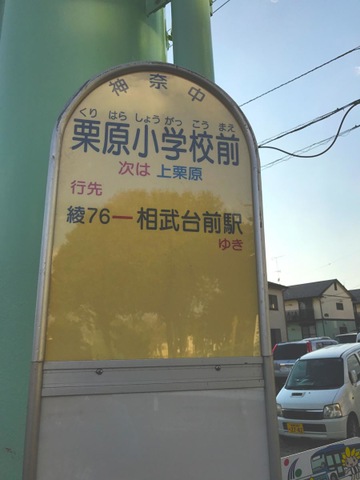 神奈中
くり はら しょう がっ こう まえ
栗原小学校前
次は 上栗原
行先
綾76ー相武台前駅
ゆき